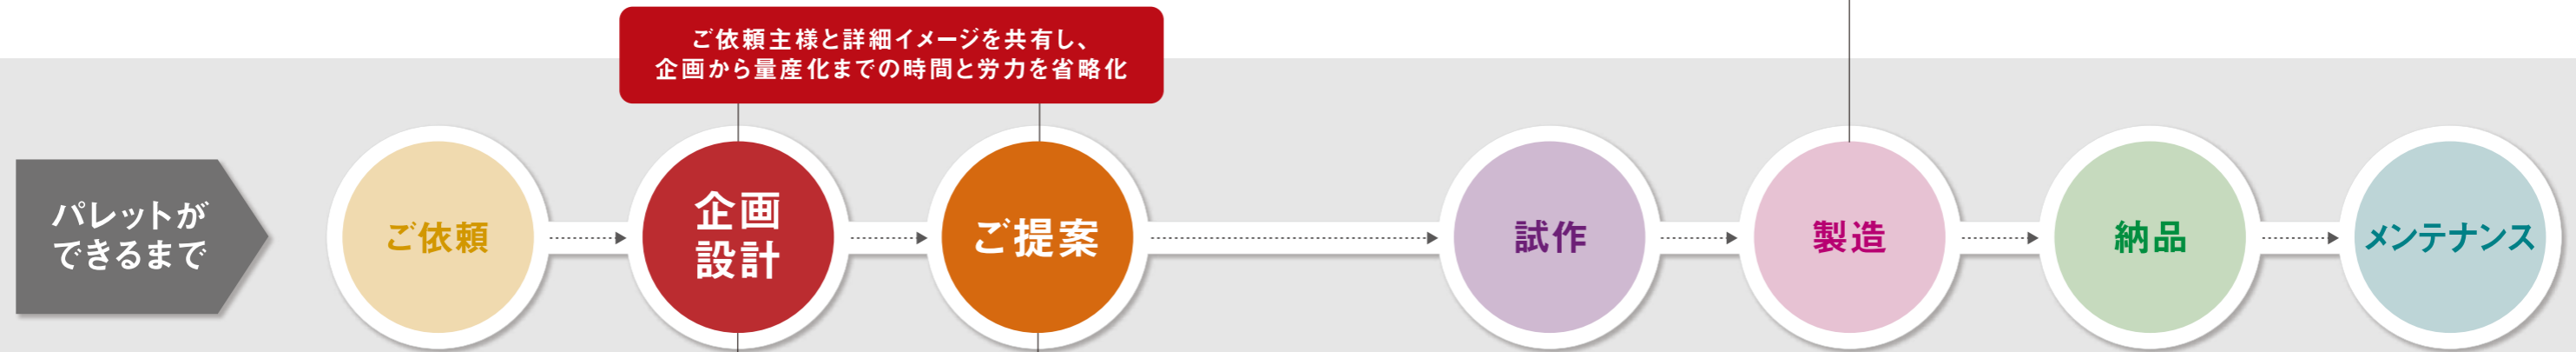 ご依頼主様と詳細イメージを共有し、
企画から量産化までの時間と労力を省略化
パレットが
できるまで
ご依頼
企画
設計
ご提案
試作
製造
納品
メンテナンス